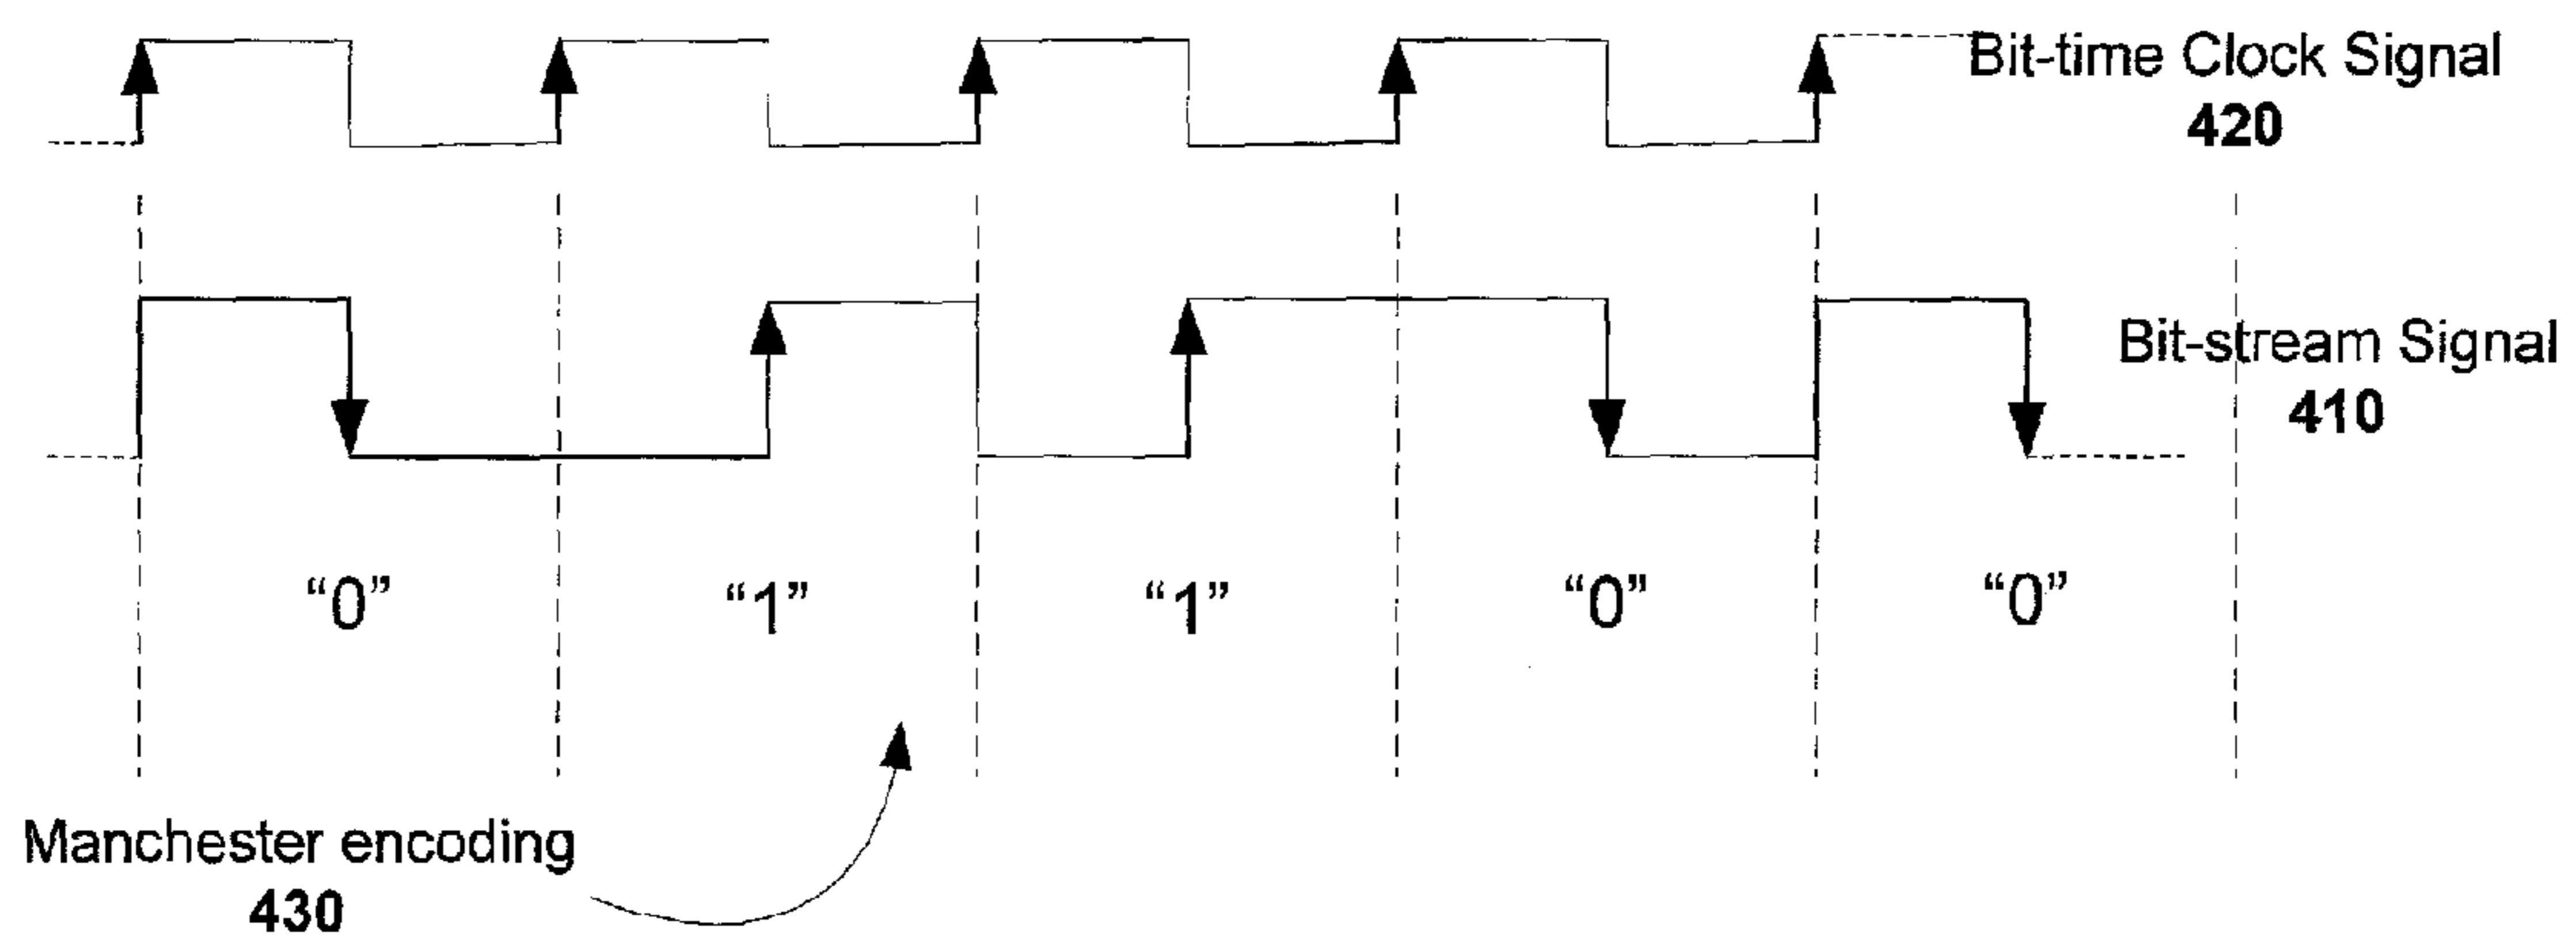 Bit-time Clock Signal
420
Bit-stream Signal
410
“0” “1” “1” “0” “0”
Manchester encoding
430